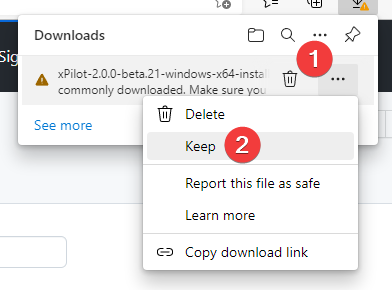 Sig
Downloads
1
xPilot-2.0.0-beta.21-windows-x64-instal
commonly downloaded. Make sure you
See more
Delete
Keep
2
Report this file as safe
Learn more
Copy download link